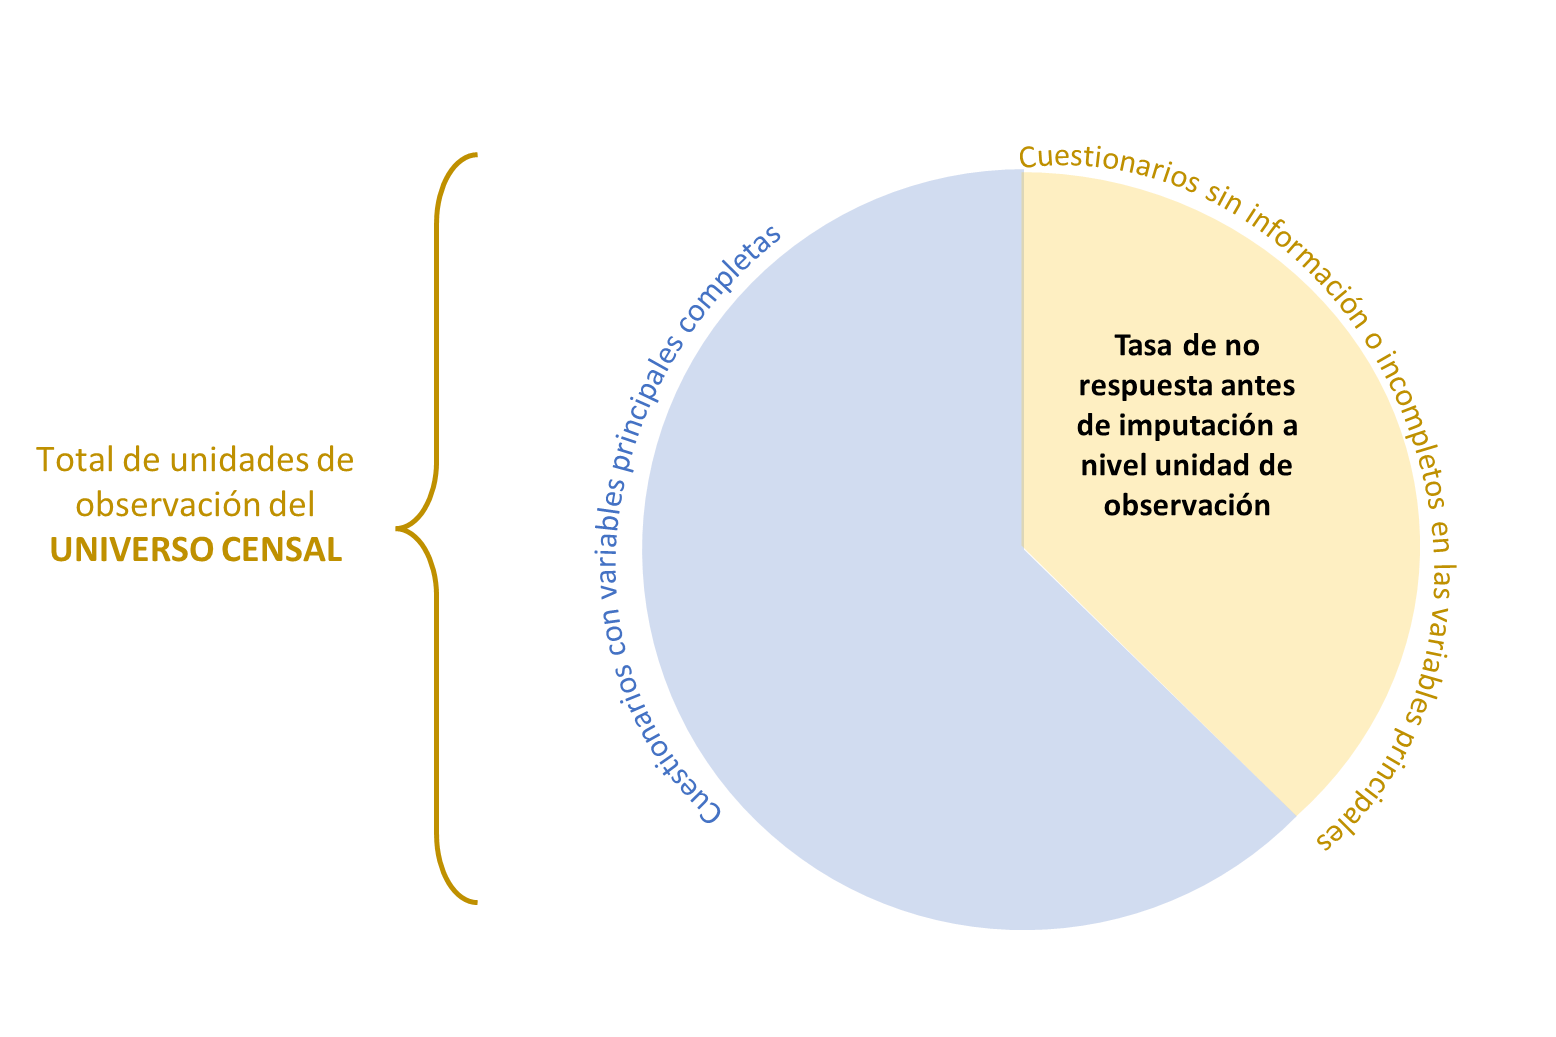 Total de unidades de
observación del
UNIVERSO CENSAL
Cuestionarios con variables principales completas
Cuestionarios sin información o incompletos en las variables principales
Tasa de no
respuesta antes
de imputación a
nivel unidad de
observación